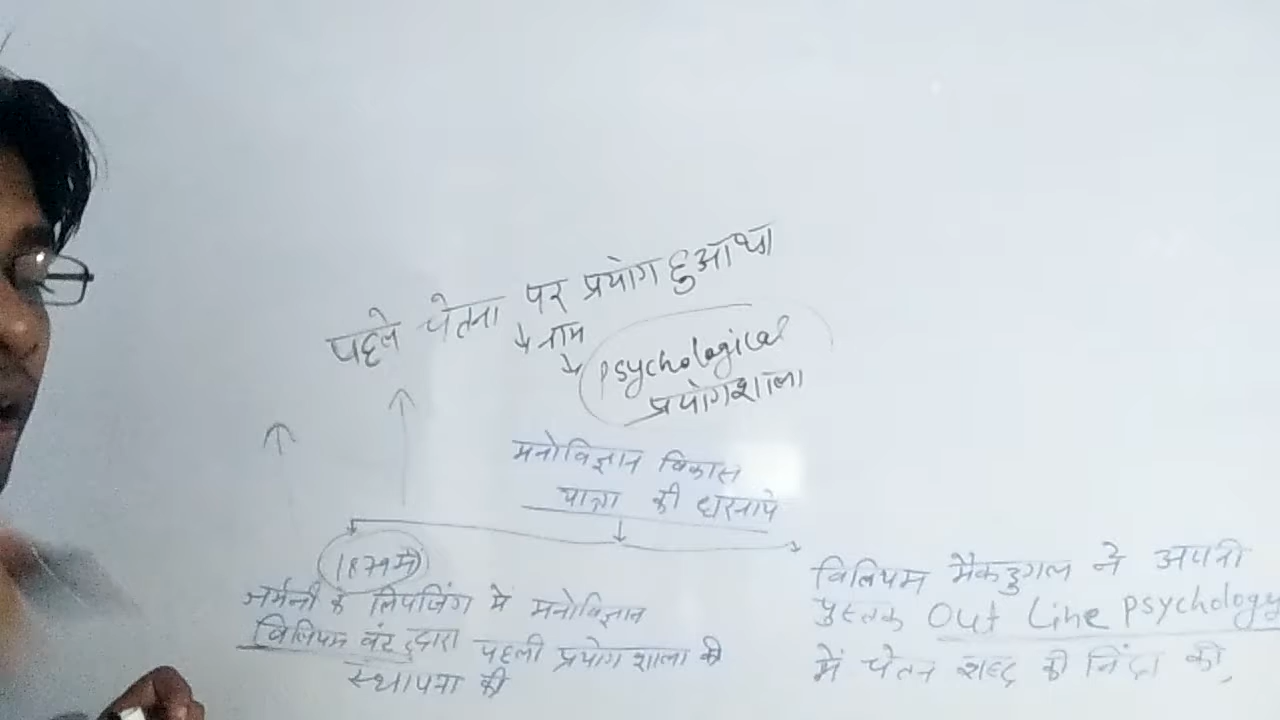 पहले चेतना पर प्रयोग हुआ था
नाम
Psychological
प्रयोगशाला
मनोविज्ञान विकास
यात्रा की घटनाये
1879 में
जर्मनी के लिपजिंग मे मनोविज्ञान
विलियम वंट द्वारा पहली प्रयोगशाला की
स्थापना की
विलियम मैकडुगल ने अपनी
पुस्तक Out Line Psychology
में चेतन शब्द की निंदा की,